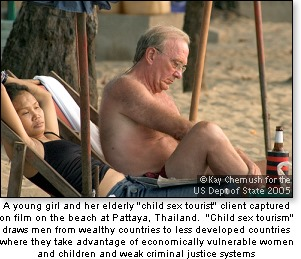 ©Kay Chernush for the
US Dept of State 2005
A young girl and her elderly "child sex tourist" client captured
on film on the beach at Pattaya, Thailand. "Child sex tourism"
draws men from wealthy countries to less developed countries
where they take advantage of economically vulnerable women
and children and weak criminal justice systems